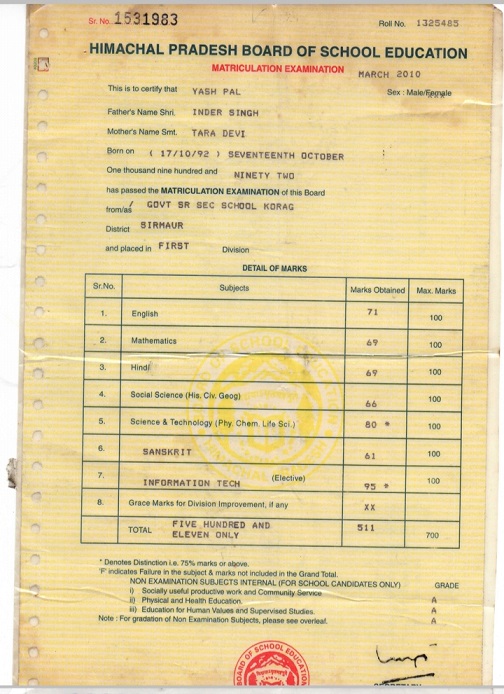 Sr. No. 1531983
Roll No. 1325485
HIMACHAL PRADESH BOARD OF SCHOOL EDUCATION
MATRICULATION EXAMINATION MARCH 2010
This is to certify that YASH PAL Sex : Male/Female
Father's Name Shri. INDER SINGH
Mother's Name Smt. TARA DEVI
Born on ( 17/10/92 ) SEVENTEENTH OCTOBER
One thousand nine hundred and NINETY TWO
has passed the MATRICULATION EXAMINATION of this Board
from/as GOVT SR SEC SCHOOL KORAG
District SIRMAUR
and placed in FIRST Division
DETAIL OF MARKS
Sr.No. Subjects Marks Obtained Max. Marks
1. English 71 100
2. Mathematics 69 100
3. Hindi 69 100
4. Social Science (His. Civ. Geog) 66 100
5. Science & Technology (Phy. Chem. Life Sci.) 80 * 100
6. SANSKRIT 61 100
7. INFORMATION TECH (Elective) 95 * 100
8. Grace Marks for Division Improvement, if any XX
TOTAL FIVE HUNDRED AND ELEVEN ONLY 511 700
* Denotes Distinction i.e. 75% marks or above.
'F' indicates Failure in the subject & marks not included in the Grand Total.
NON EXAMINATION SUBJECTS INTERNAL (FOR SCHOOL CANDIDATES ONLY) GRADE
i) Socially useful productive work and Community Service A
ii) Physical and Health Education. A
iii) Education for Human Values and Supervised Studies. A
Note : For gradation of Non Examination Subjects, please see overleaf.
BOARD OF SCHOOL EDUCATION